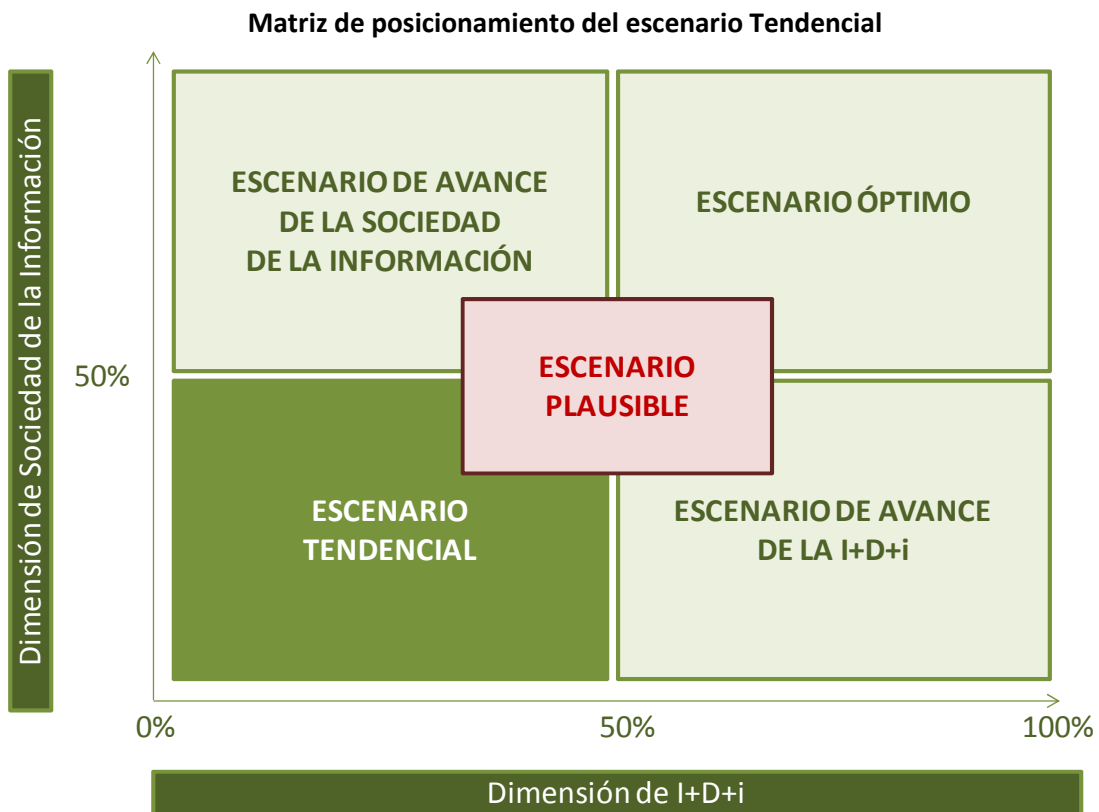 Matriz de posicionamiento del escenario Tendencial
Dimensión de Sociedad de la Información
ESCENARIO DE AVANCE
DE LA SOCIEDAD
DE LA INFORMACIÓN
ESCENARIO ÓPTIMO
50%
ESCENARIO
PLAUSIBLE
ESCENARIO
TENDENCIAL
ESCENARIO DE AVANCE
DE LA I+D+i
0%
50%
100%
Dimensión de I+D+i